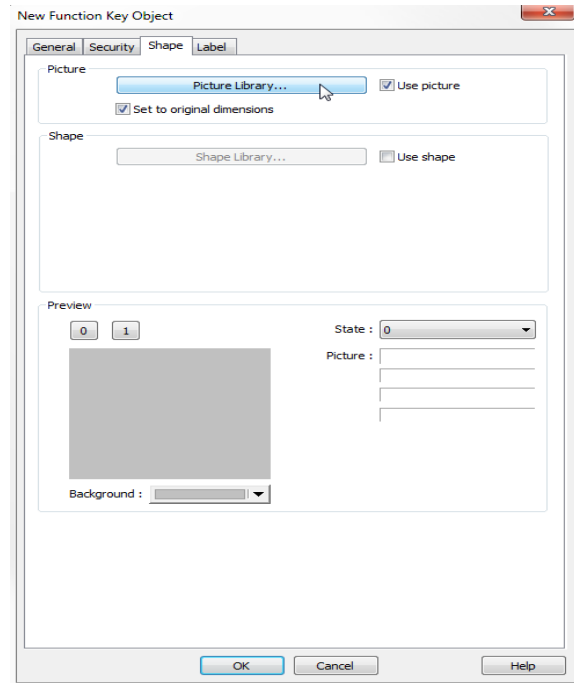 New Function Key Object
General Security Shape Label
Picture
Picture Library... Use picture
Set to original dimensions
Shape
Shape Library... Use shape
Preview
0 1 State : 0
Picture :
Background :
OK Cancel Help